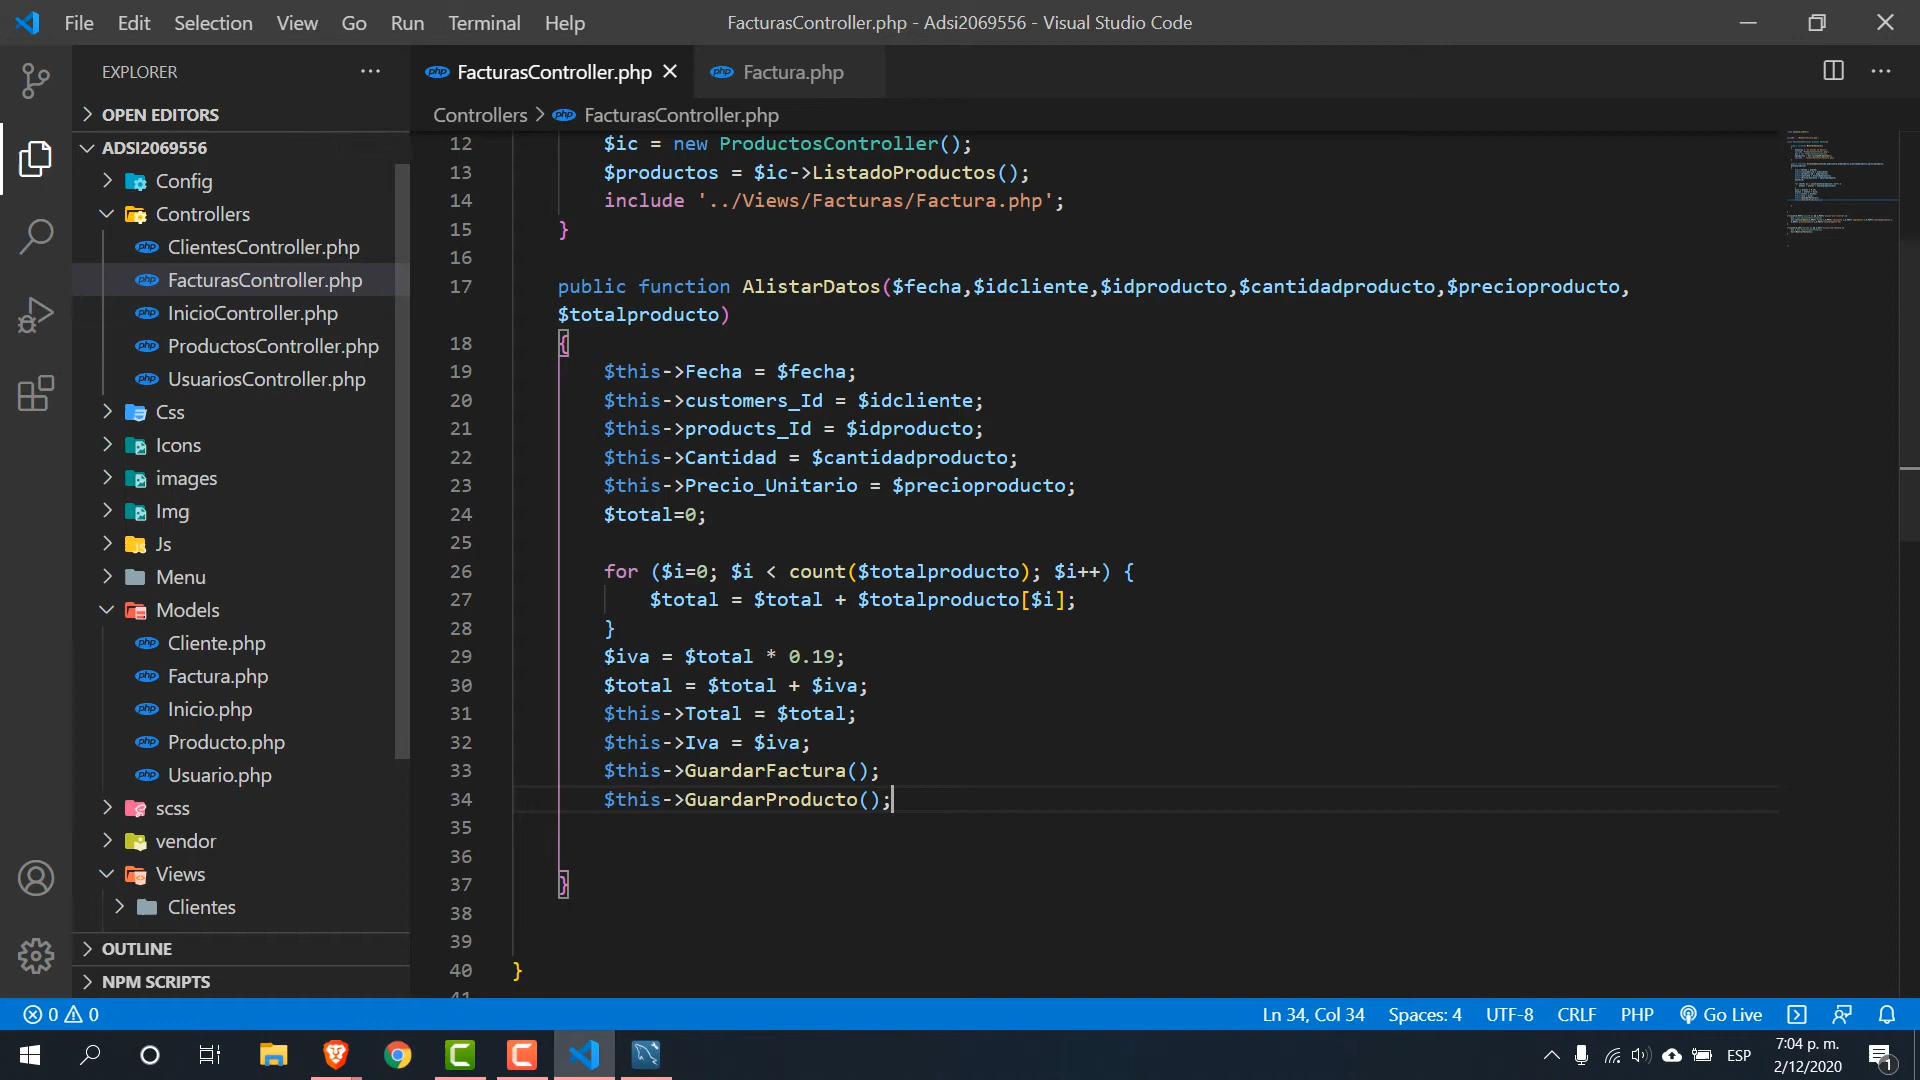 File Edit Selection View Go Run Terminal Help
FacturasController.php - Adsi2069556 - Visual Studio Code
EXPLORER
OPEN EDITORS
ADSI2069556
Config
Controllers
ClientesController.php
FacturasController.php
InicioController.php
ProductosController.php
UsuariosController.php
Css
Icons
images
Img
Js
Menu
Models
Cliente.php
Factura.php
Inicio.php
Producto.php
Usuario.php
scss
vendor
Views
Clientes
OUTLINE
NPM SCRIPTS
php FacturasController.php
php Factura.php
Controllers > php FacturasController.php
12 $ic = new ProductosController();
13 $productos = $ic->ListadoProductos();
14 include '../Views/Facturas/Factura.php';
15 }
16
17 public function AlistarDatos($fecha,$idcliente,$idproducto,$cantidadproducto,$precioproducto,
$totalproducto)
18 {
19 $this->Fecha = $fecha;
20 $this->customers_Id = $idcliente;
21 $this->products_Id = $idproducto;
22 $this->Cantidad = $cantidadproducto;
23 $this->Precio_Unitario = $precioproducto;
24 $total=0;
25
26 for ($i=0; $i < count($totalproducto); $i++) {
27 $total = $total + $totalproducto[$i];
28 }
29 $iva = $total * 0.19;
30 $total = $total + $iva;
31 $this->Total = $total;
32 $this->Iva = $iva;
33 $this->GuardarFactura();
34 $this->GuardarProducto();
35
36
37 }
38
39
40 }
41
0 0
Ln 34, Col 34 Spaces: 4 UTF-8 CRLF PHP Go Live
ESP
7:04 p. m.
2/12/2020
1